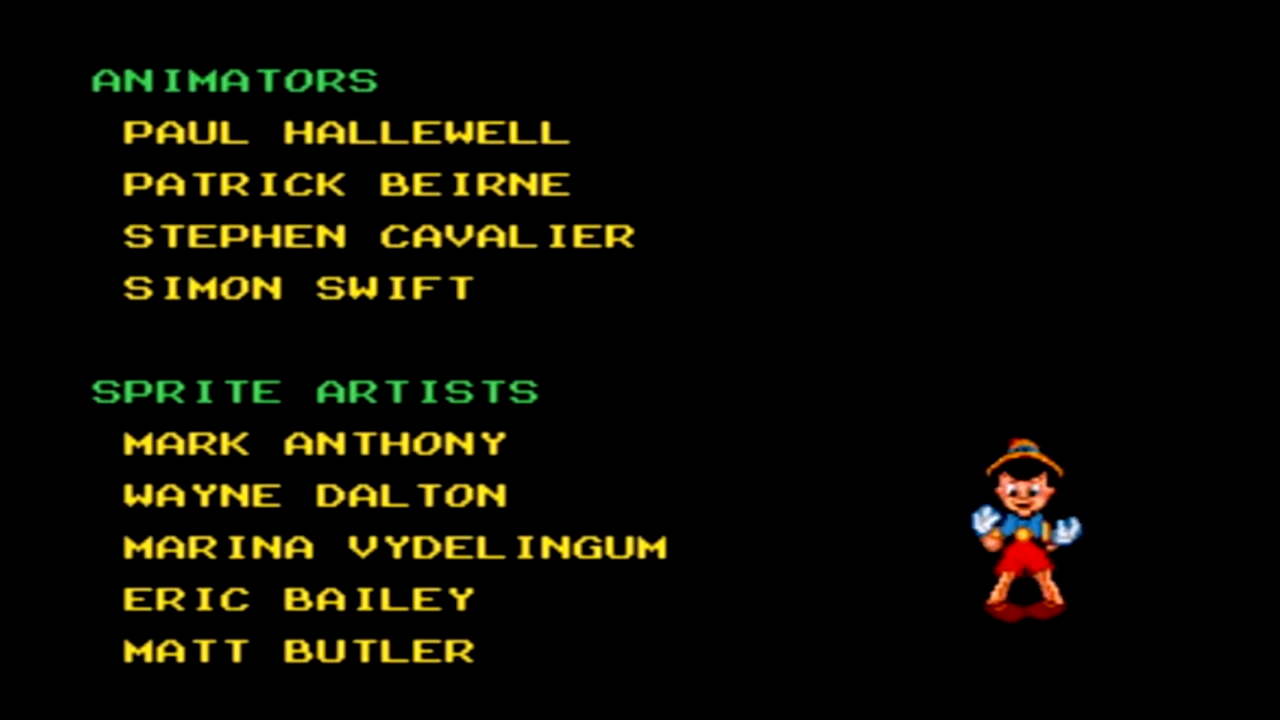 ANIMATORS
PAUL HALLEWELL
PATRICK BEIRNE
STEPHEN CAVALIER
SIMON SWIFT
SPRITE ARTISTS
MARK ANTHONY
WAYNE DALTON
MARINA VYDELINGUM
ERIC BAILEY
MATT BUTLER